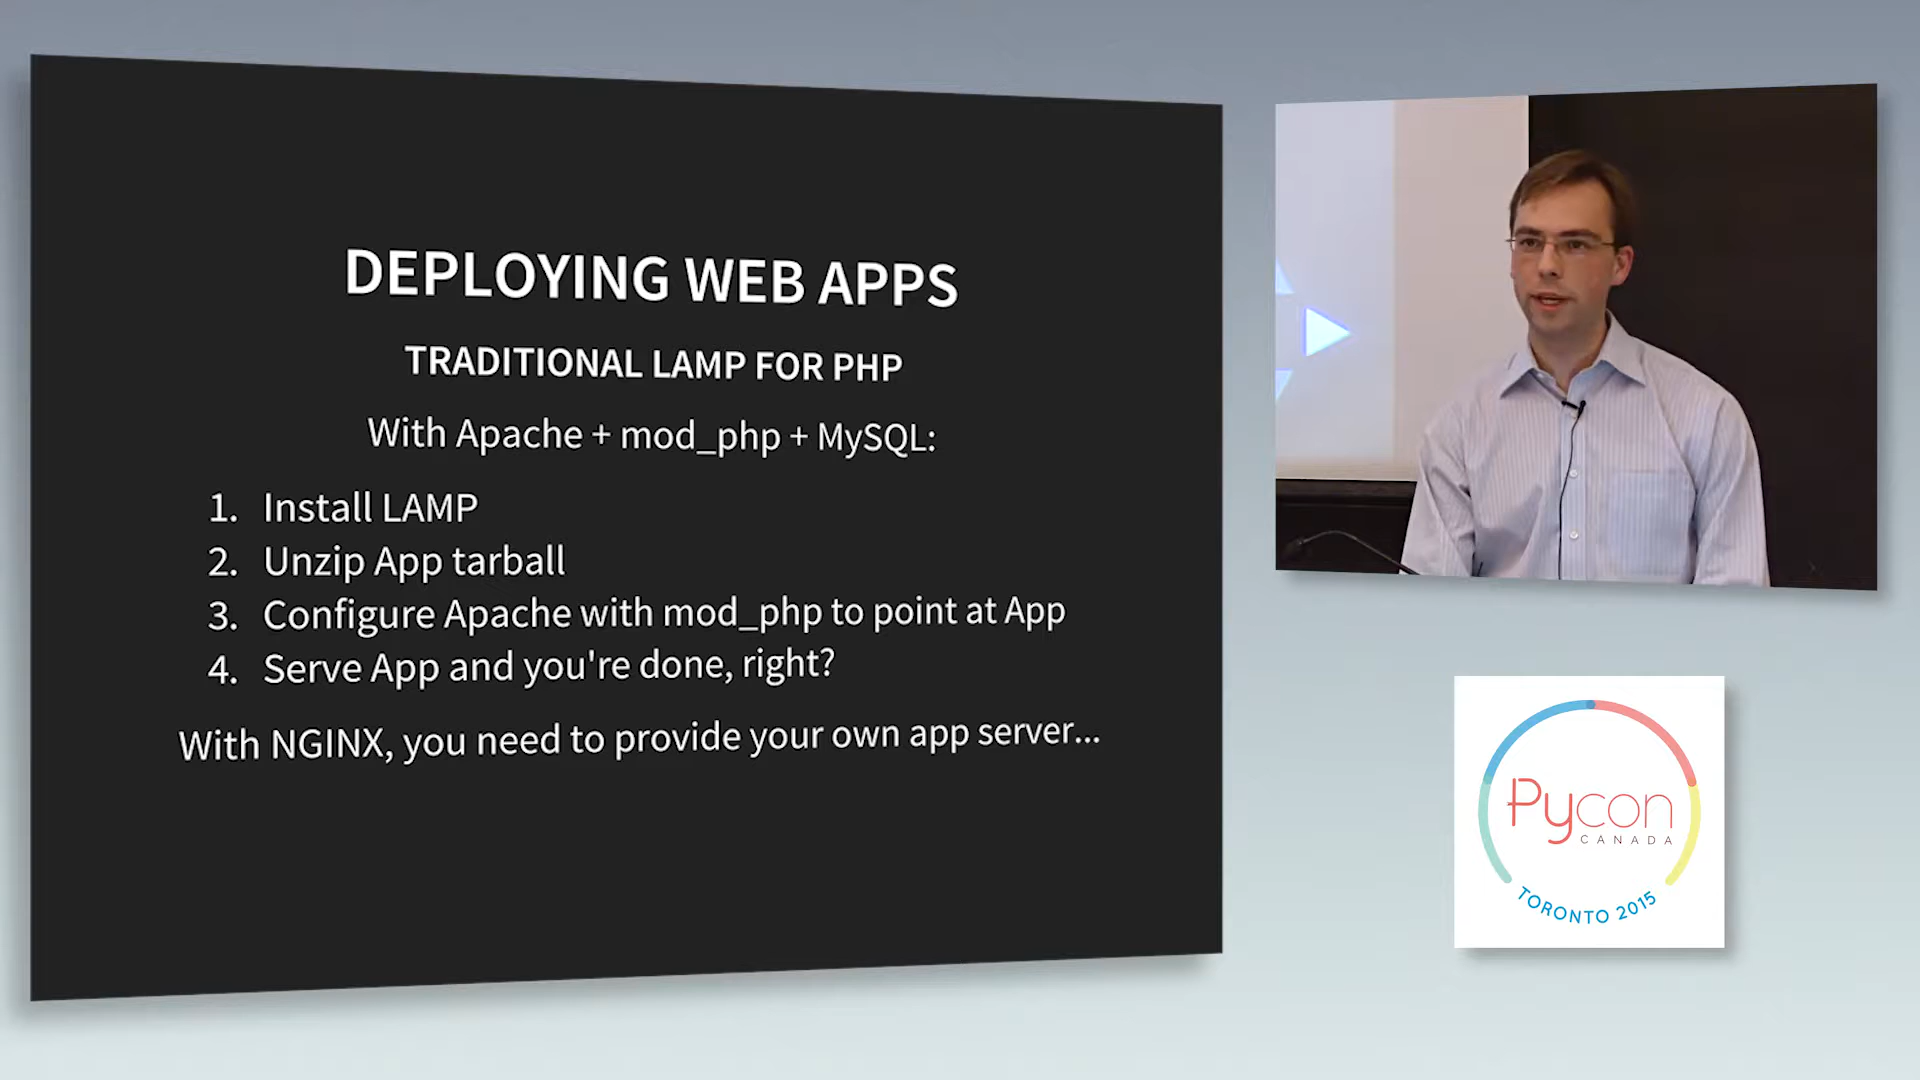 DEPLOYING WEB APPS
TRADITIONAL LAMP FOR PHP
With Apache + mod_php + MySQL:
1. Install LAMP
2. Unzip App tarball
3. Configure Apache with mod_php to point at App
4. Serve App and you're done, right?
With NGINX, you need to provide your own app server...
Pycon
CANADA
TORONTO 2015